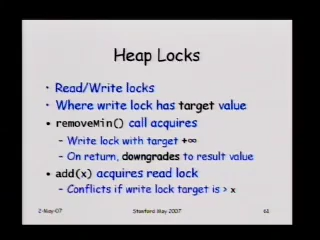 Heap Locks
• Read/Write locks
• Where write lock has target value
• removeMin() call acquires
– Write lock with target +∞
– On return, downgrades to result value
• add(x) acquires read lock
– Conflicts if write lock target is > x
2-May-07 Stanford May 2007 61